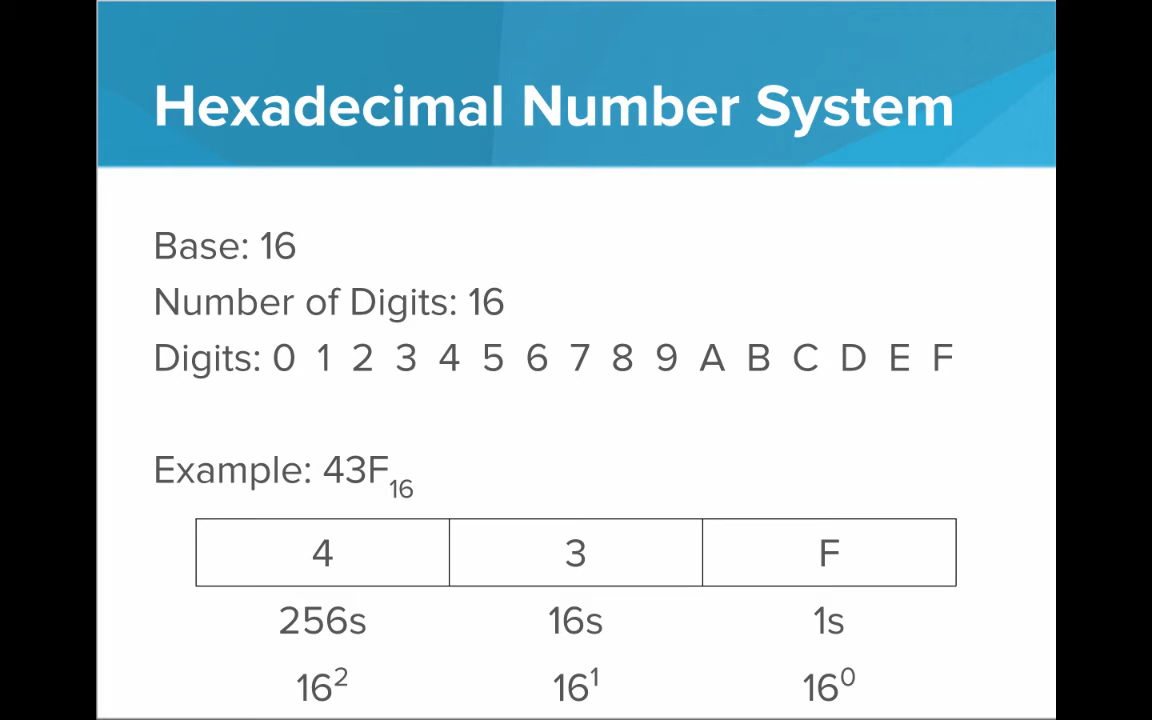 Hexadecimal Number System
Base: 16
Number of Digits: 16
Digits: 0 1 2 3 4 5 6 7 8 9 A B C D E F
Example: 43F₁₆
4 3 F
256s 16s 1s
16² 16¹ 16⁰